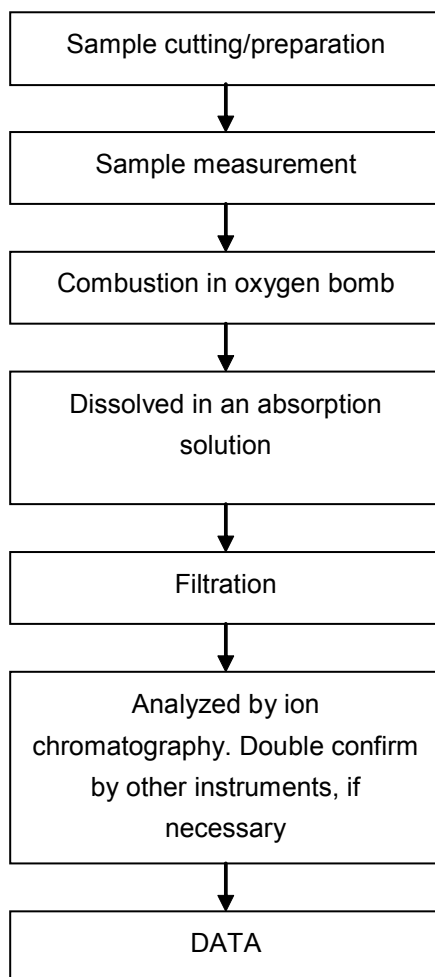 Sample cutting/preparation
Sample measurement
Combustion in oxygen bomb
Dissolved in an absorption
solution
Filtration
Analyzed by ion
chromatography. Double confirm
by other instruments, if
necessary
DATA